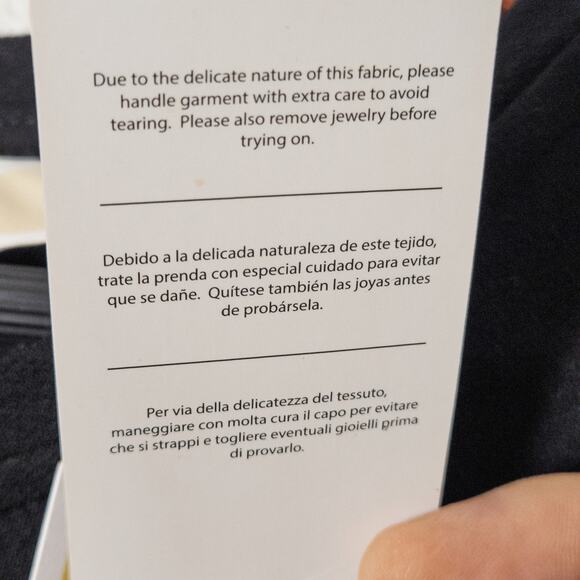 Due to the delicate nature of this fabric, please
handle garment with extra care to avoid
tearing. Please also remove jewelry before
trying on.
Debido a la delicada naturaleza de este tejido,
trate la prenda con especial cuidado para evitar
que se dañe. Quítese también las joyas antes
de probársela.
Per via della delicatezza del tessuto,
maneggiare con molta cura il capo per evitare
che si strappi e togliere eventuali gioielli prima
di provarlo.